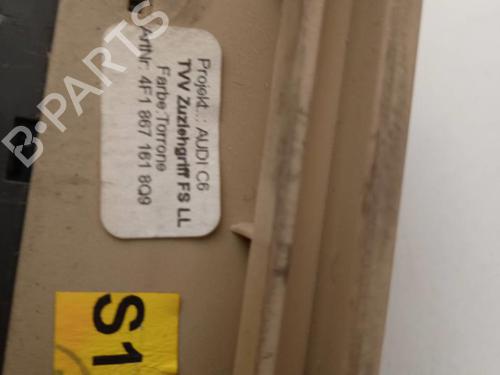 Projekt.: AUDI C6
TVV Zuziehgriff FS LL
Farbe:Torrone
ArtNr: 4F1 867 161 8Q9
S1
B-PARTS